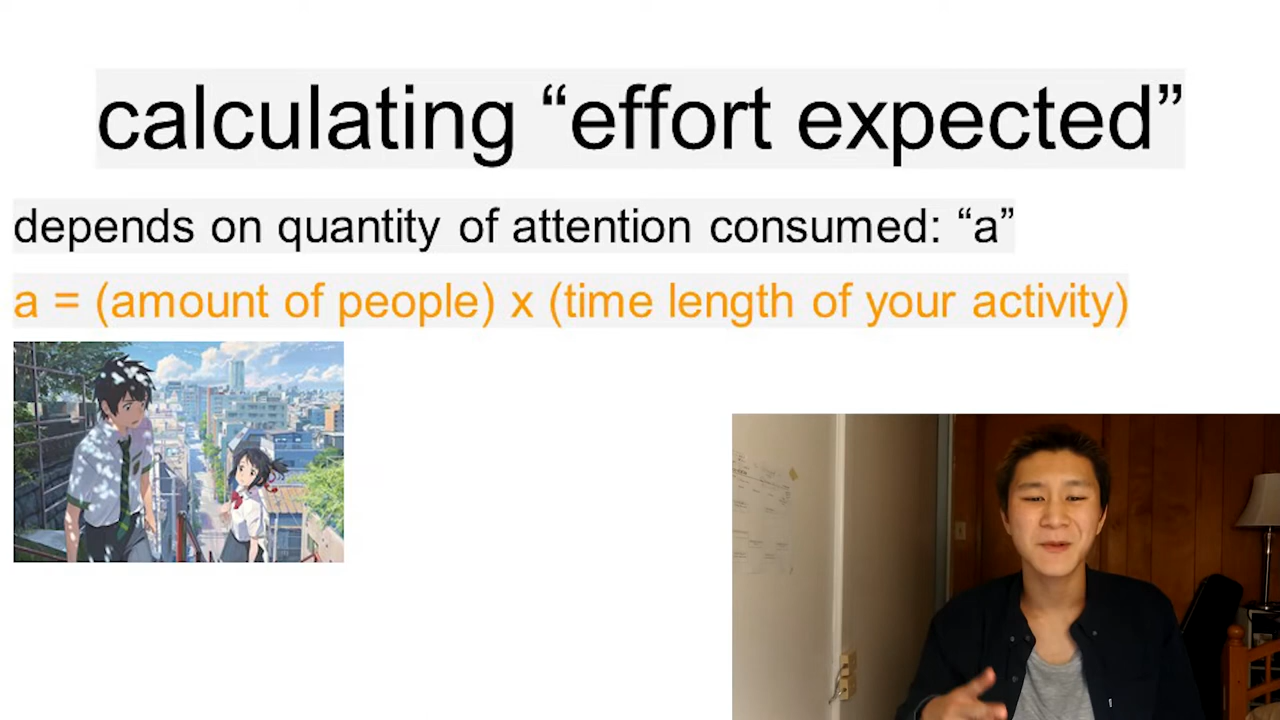 calculating “effort expected”
depends on quantity of attention consumed: “a”
a = (amount of people) x (time length of your activity)